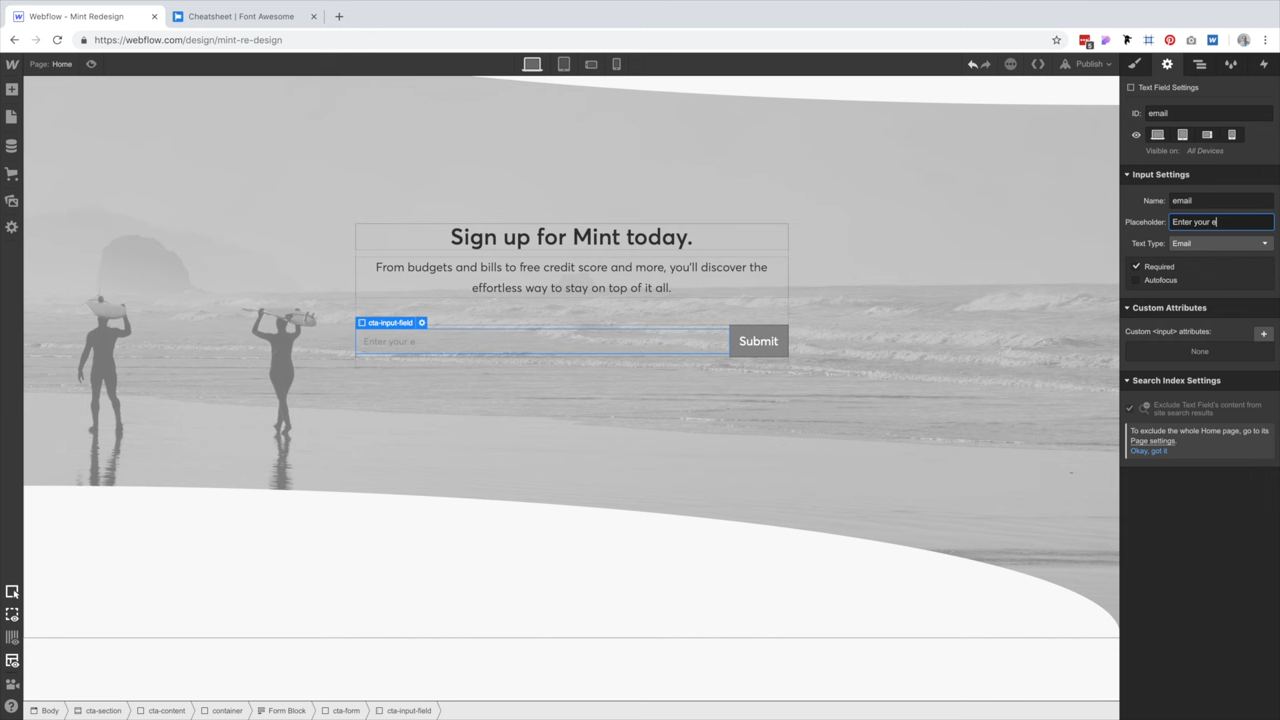 Webflow - Mint Redesign
Cheatsheet | Font Awesome
https://webflow.com/design/mint-re-design
Page: Home
Publish
Text Field Settings
ID: email
Visible on: All Devices
Input Settings
Name: email
Placeholder: Enter your e
Text Type: Email
Required
Autofocus
Custom Attributes
Custom <input> attributes:
None
Search Index Settings
Exclude Text Field's content from
site search results
To exclude the whole Home page, go to its
Page settings.
Okay, got it
Sign up for Mint today.
From budgets and bills to free credit score and more, you'll discover the
effortless way to stay on top of it all.
cta-input-field
Enter your e
Submit
Body
cta-section
cta-content
container
Form Block
cta-form
cta-input-field